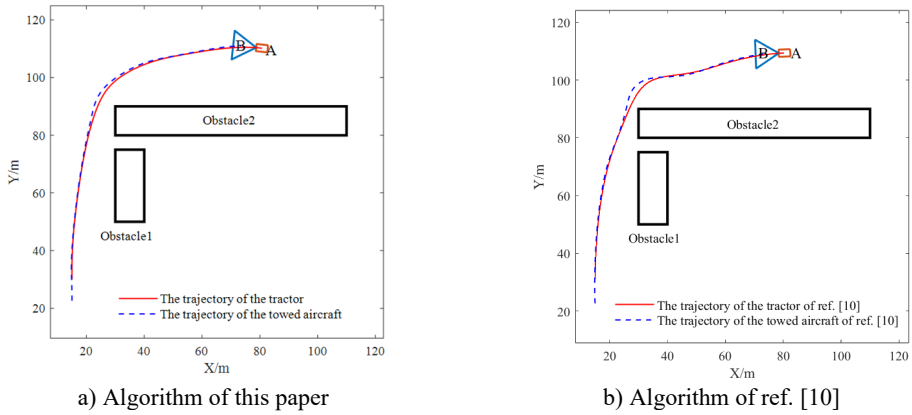 120
100
80
60
40
20
Y/m
B
A
Obstacle2
Obstacle1
The trajectory of the tractor
The trajectory of the towed aircraft
20 40 60 80 100 120
X/m
a) Algorithm of this paper
120
100
80
60
40
20
Y/m
B
A
Obstacle2
Obstacle1
The trajectory of the tractor of ref. [10]
The trajectory of the towed aircraft of ref. [10]
20 40 60 80 100 120
X/m
b) Algorithm of ref. [10]